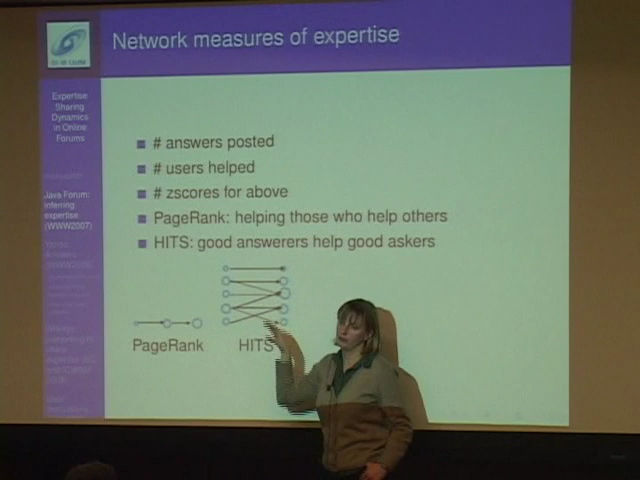 Network measures of expertise
Expertise
Sharing
Dynamics
in Online
Forums
Java Forum:
inferring
expertise
(WWW2007)
# answers posted
# users helped
# zscores for above
PageRank: helping those who help others
HITS: good answerers help good askers
PageRank
HITS